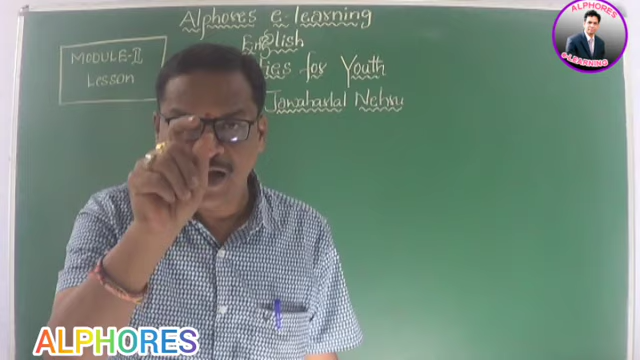 Alphores e-learning
English
MODULE-II
Lesson
for Youth
Jawaharlal Nehru
ALPHORES
e-LEARNING
ALPHORES